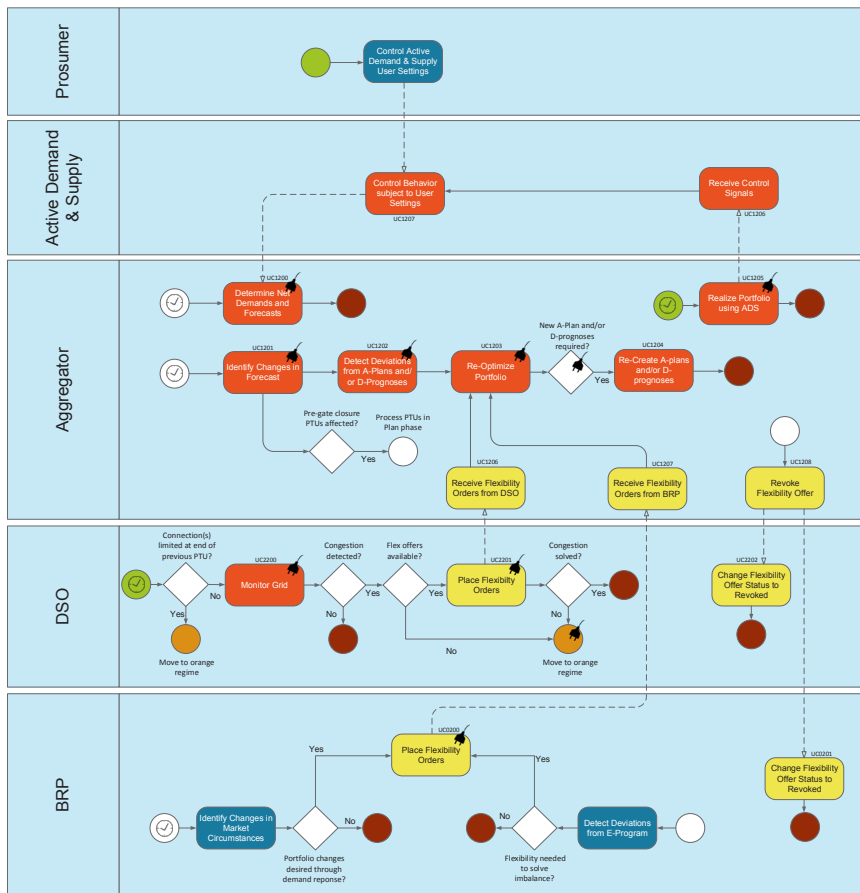 Prosumer
Control Active
Demand & Supply
User Settings
Active Demand
& Supply
Control Behavior
subject to User
Settings
UC1207
Receive Control
Signals
UC1206
Aggregator
UC1200
Determine Net
Demands and
Forecasts
UC1205
Realize Portfolio
using ADS
UC1201
Identify Changes in
Forecast
UC1202
Detect Deviations
from A-Plans and/
or D-Prognoses
UC1203
Re-Optimize
Portfolio
New A-Plan and/or
D-prognoses
required?
Yes
UC1204
Re-Create A-plans
and/or D-
prognoses
Pre-gate closure
PTUs affected?
Yes
Process PTUs in
Plan phase
UC1206
Receive Flexibility
Orders from DSO
UC1207
Receive Flexibility
Orders from BRP
UC1208
Revoke
Flexibility Offer
DSO
Connection(s)
limited at end of
previous PTU?
No
Yes
Move to orange
regime
UC2200
Monitor Grid
Congestion
detected?
Yes
No
Flex offers
available?
Yes
No
UC2201
Place Flexibilty
Orders
Congestion
solved?
Yes
No
Move to orange
regime
UC2202
Change Flexibility
Offer Status to
Revoked
BRP
UC0200
Place Flexibility
Orders
Yes
Yes
Identify Changes in
Market
Circumstances
No
Portfolio changes
desired through
demand reponse?
No
Flexibility needed
to solve
imbalance?
Detect Deviations
from E-Program
UC0201
Change Flexibility
Offer Status to
Revoked